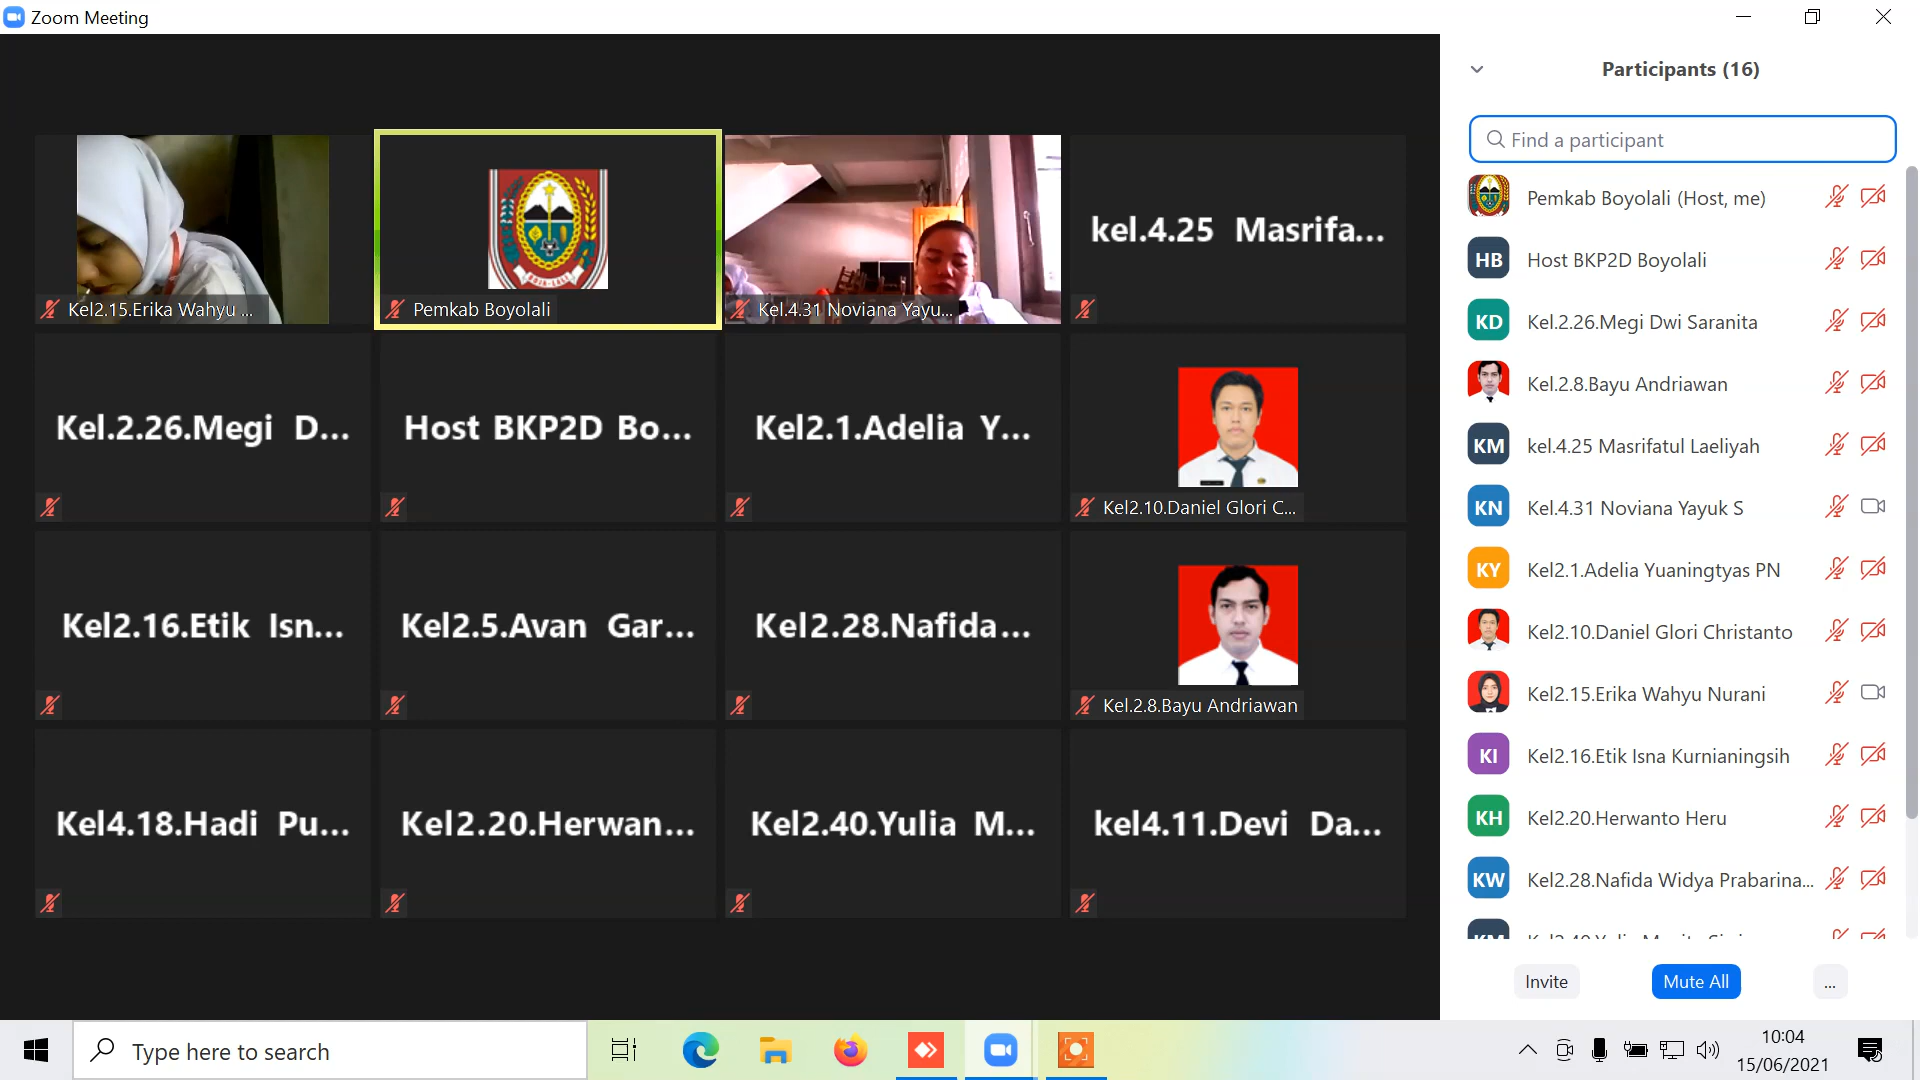 Zoom Meeting
Kel2.15.Erika Wahyu ...
Pemkab Boyolali
Kel.4.31 Noviana Yayu...
kel.4.25 Masrifa...
Kel.2.26.Megi D...
Host BKP2D Bo...
Kel2.1.Adelia Y...
Kel2.10.Daniel Glori C...
Kel2.16.Etik Isn...
Kel2.5.Avan Gar...
Kel2.28.Nafida...
Kel.2.8.Bayu Andriawan
Kel4.18.Hadi Pu...
Kel2.20.Herwan...
Kel2.40.Yulia M...
kel4.11.Devi Da...
Participants (16)
Find a participant
Pemkab Boyolali (Host, me)
HB Host BKP2D Boyolali
KD Kel.2.26.Megi Dwi Saranita
Kel.2.8.Bayu Andriawan
KM kel.4.25 Masrifatul Laeliyah
KN Kel.4.31 Noviana Yayuk S
KY Kel2.1.Adelia Yuaningtyas PN
Kel2.10.Daniel Glori Christanto
Kel2.15.Erika Wahyu Nurani
KI Kel2.16.Etik Isna Kurnianingsih
KH Kel2.20.Herwanto Heru
KW Kel2.28.Nafida Widya Prabarina...
KM Kel2.40.Yulia
Invite
Mute All
...
Type here to search
10:04
15/06/2021